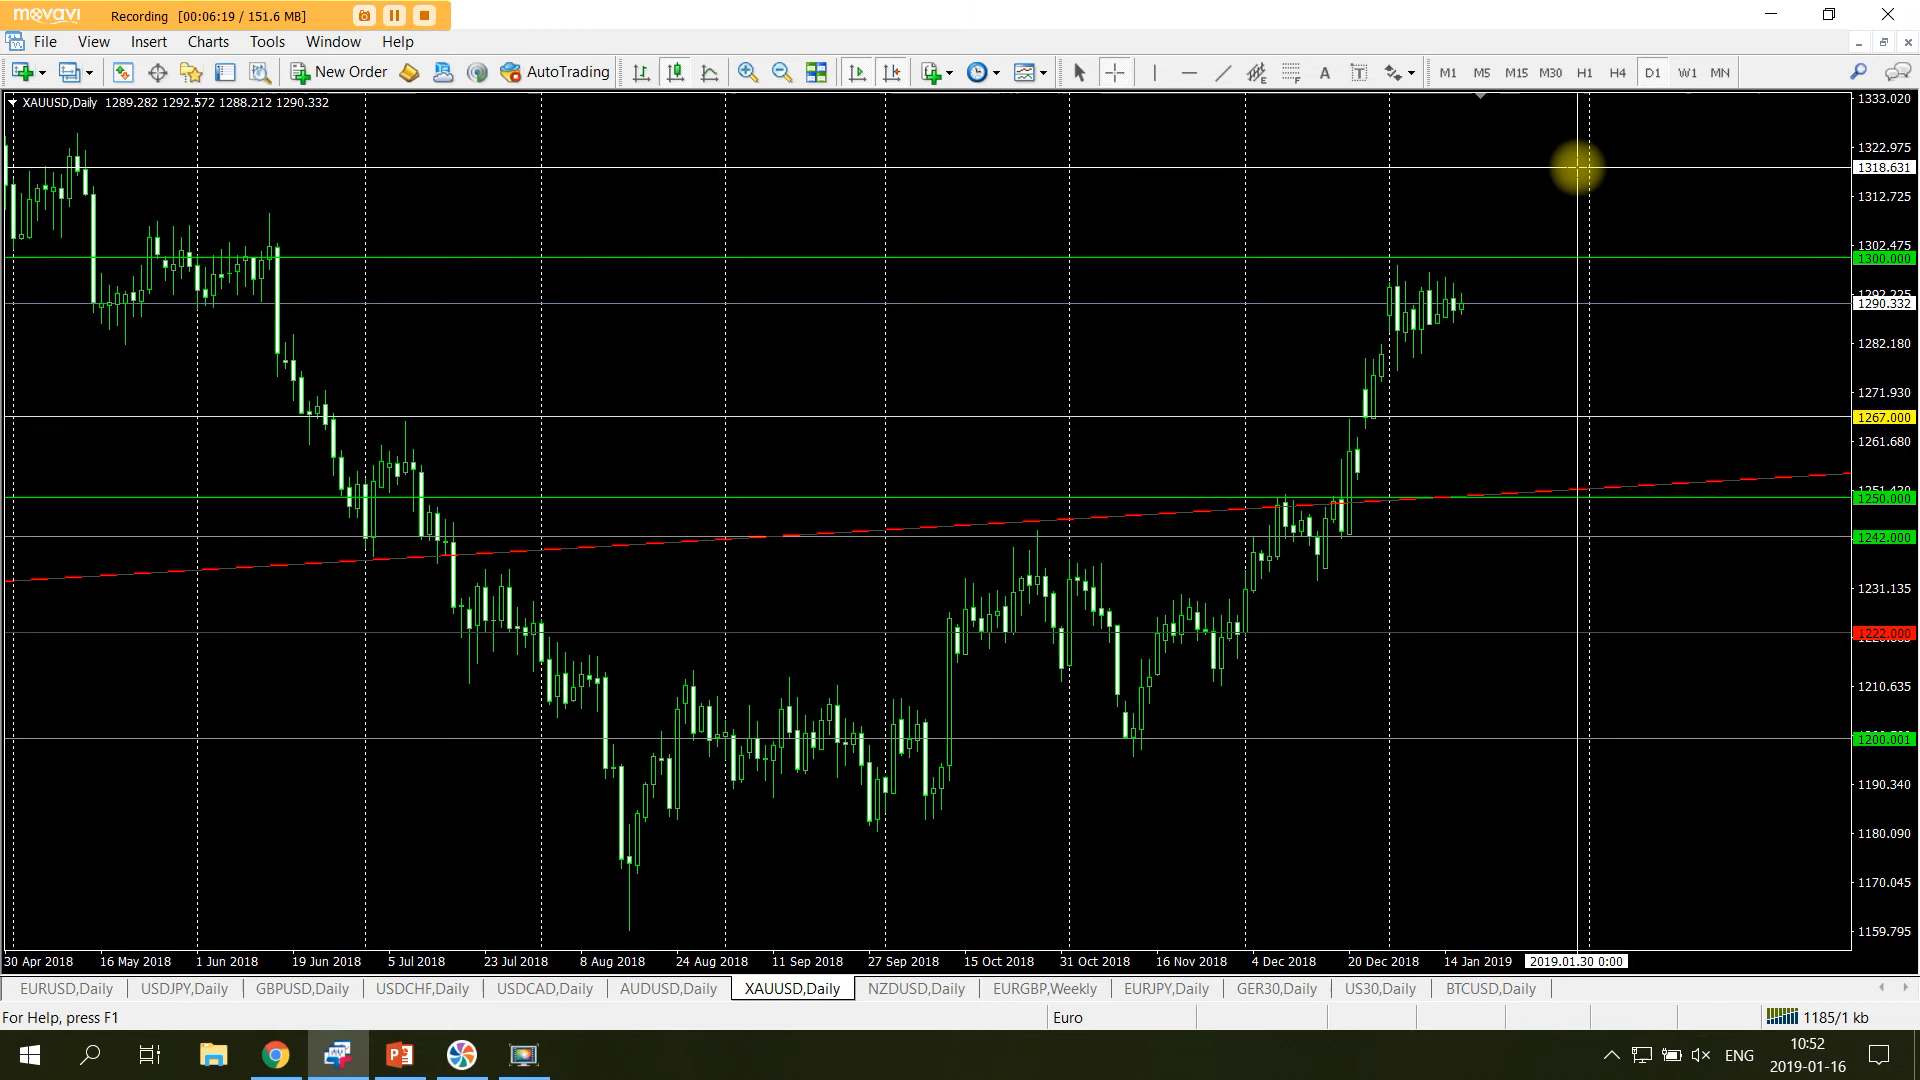 movavi Recording [00:06:19 / 151.6 MB]
File View Insert Charts Tools Window Help
New Order AutoTrading A T M1 M5 M15 M30 H1 H4 D1 W1 MN
XAUUSD,Daily 1289.282 1292.572 1288.212 1290.332
1333.020
1322.975
1318.631
1312.725
1302.475
1300.000
1290.332
1282.180
1271.930
1267.000
1261.680
1250.000
1242.000
1231.135
1222.000
1210.635
1200.001
1190.340
1180.090
1170.045
1159.795
30 Apr 2018 16 May 2018 1 Jun 2018 19 Jun 2018 5 Jul 2018 23 Jul 2018 8 Aug 2018 24 Aug 2018 11 Sep 2018 27 Sep 2018 15 Oct 2018 31 Oct 2018 16 Nov 2018 4 Dec 2018 20 Dec 2018 14 Jan 2019 2019.01.30 0:00
EURUSD,Daily USDJPY,Daily GBPUSD,Daily USDCHF,Daily USDCAD,Daily AUDUSD,Daily XAUUSD,Daily NZDUSD,Daily EURGBP,Weekly EURJPY,Daily GER30,Daily US30,Daily BTCUSD,Daily
For Help, press F1 Euro 1185/1 kb
ENG 10:52
2019-01-16